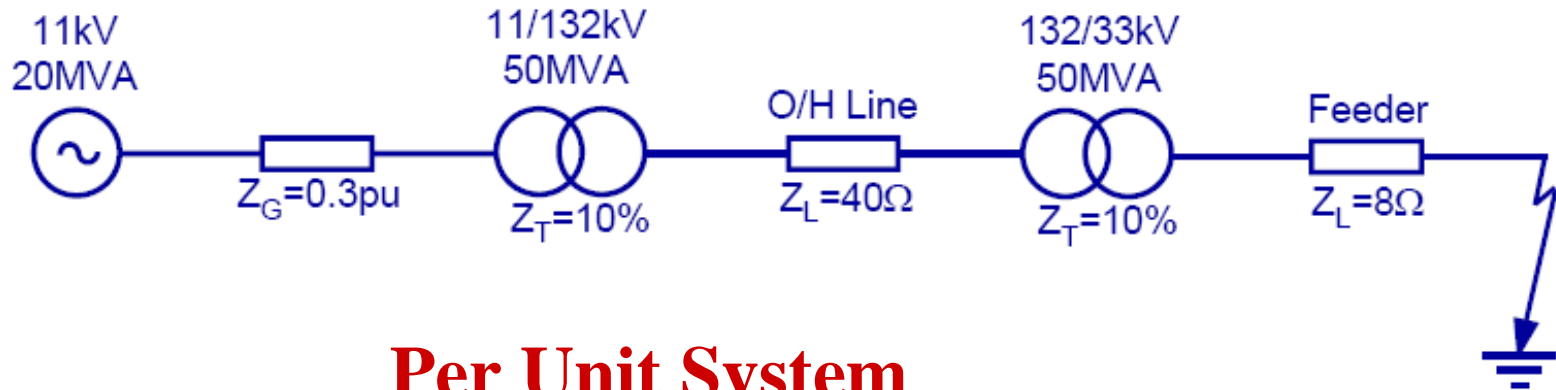 11kV
20MVA
11/132kV
50MVA
132/33kV
50MVA
O/H Line
Feeder
Z_G=0.3pu
Z_T=10%
Z_L=40Ω
Z_T=10%
Z_L=8Ω
Per Unit System